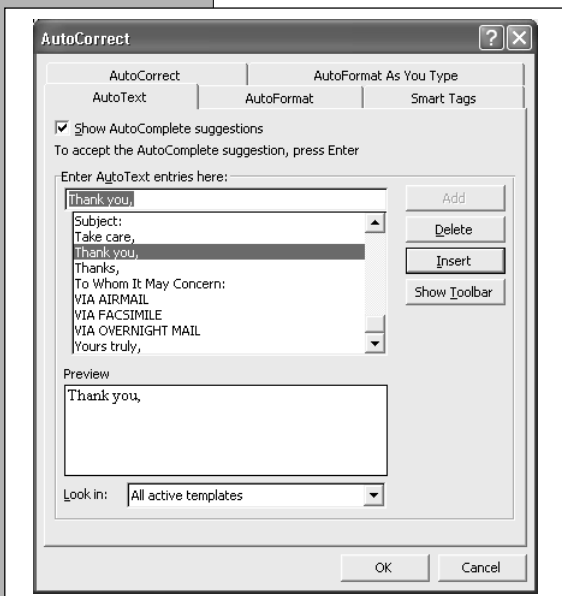 AutoCorrect
AutoCorrect
AutoFormat As You Type
AutoText
AutoFormat
Smart Tags
Show AutoComplete suggestions
To accept the AutoComplete suggestion, press Enter
Enter AutoText entries here:
Thank you,
Add
Subject:
Take care,
Thank you,
Thanks,
To Whom It May Concern:
VIA AIRMAIL
VIA FACSIMILE
VIA OVERNIGHT MAIL
Yours truly,
Delete
Insert
Show Toolbar
Preview
Thank you,
Look in: All active templates
OK
Cancel